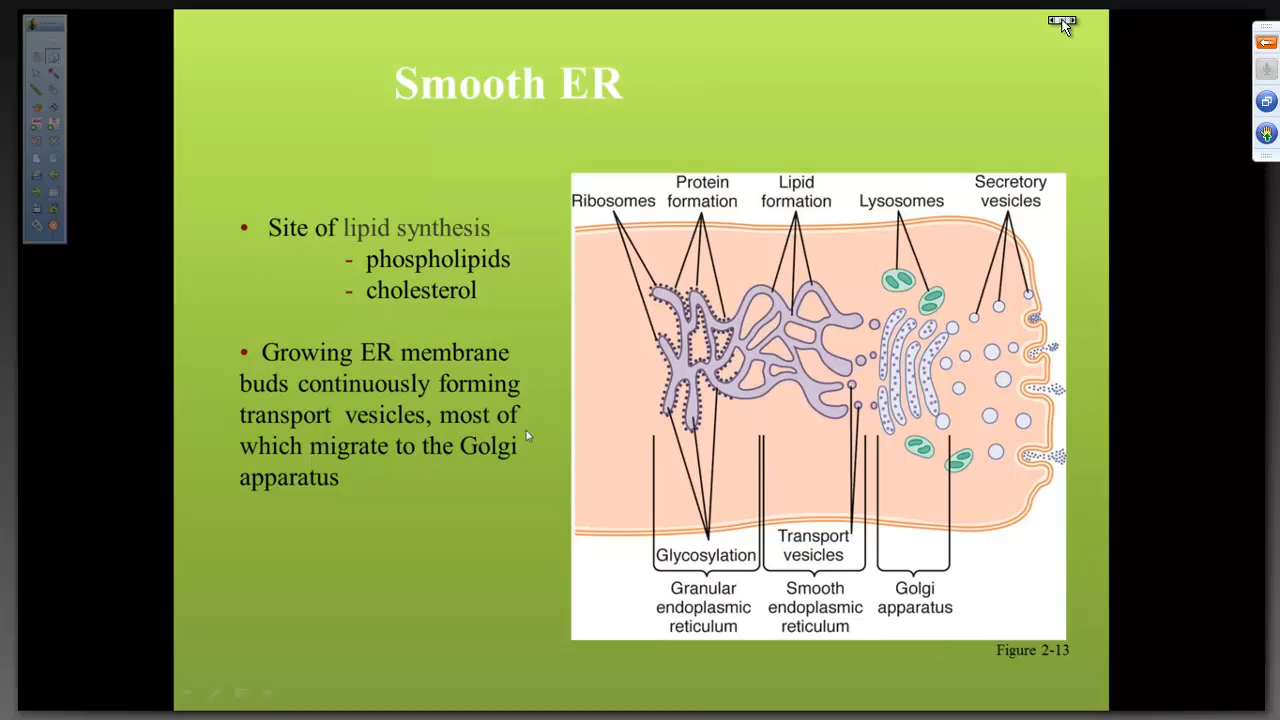 Smooth ER
• Site of lipid synthesis
- phospholipids
- cholesterol
• Growing ER membrane
buds continuously forming
transport vesicles, most of
which migrate to the Golgi
apparatus
Ribosomes
Protein
formation
Lipid
formation
Lysosomes
Secretory
vesicles
Glycosylation
Transport
vesicles
Granular
endoplasmic
reticulum
Smooth
endoplasmic
reticulum
Golgi
apparatus
Figure 2-13